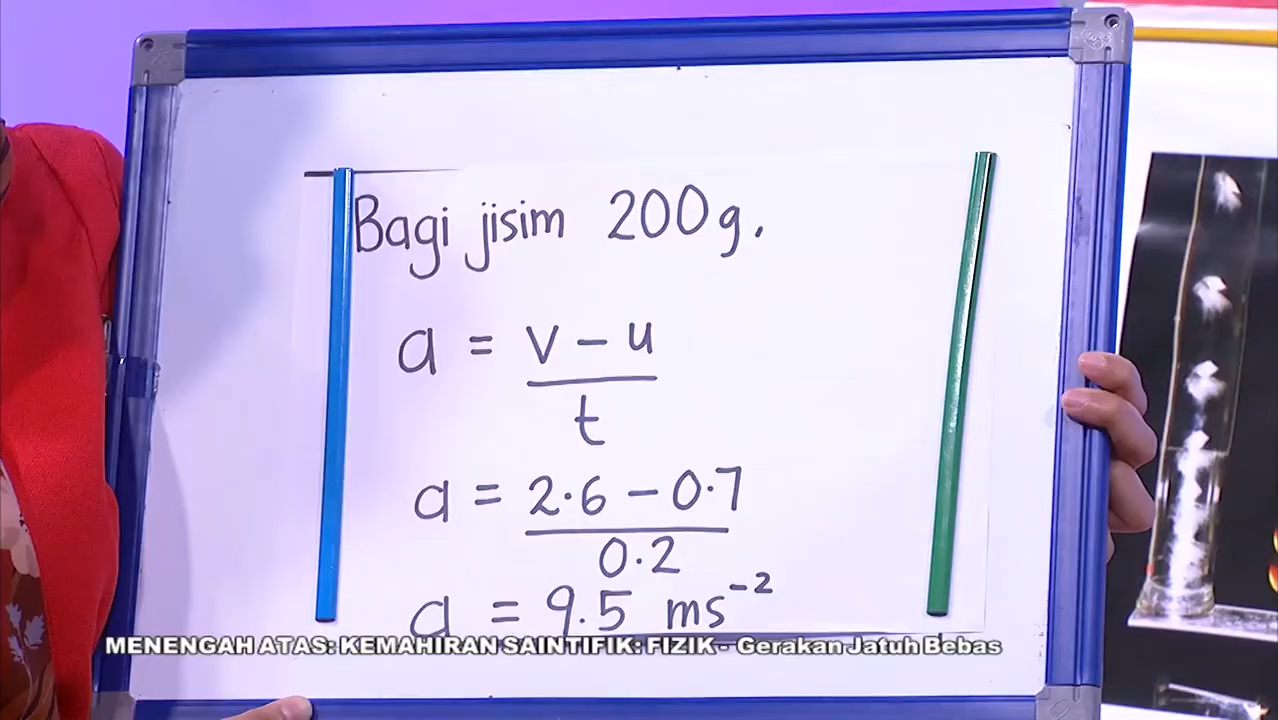 Bagi jisim 200g.
a = v - u
t
a = 2.6 - 0.7
0.2
a = 9.5 ms⁻²
MENENGAH ATAS: KEMAHIRAN SAINTIFIK: FIZIK - Gerakan Jatuh Bebas